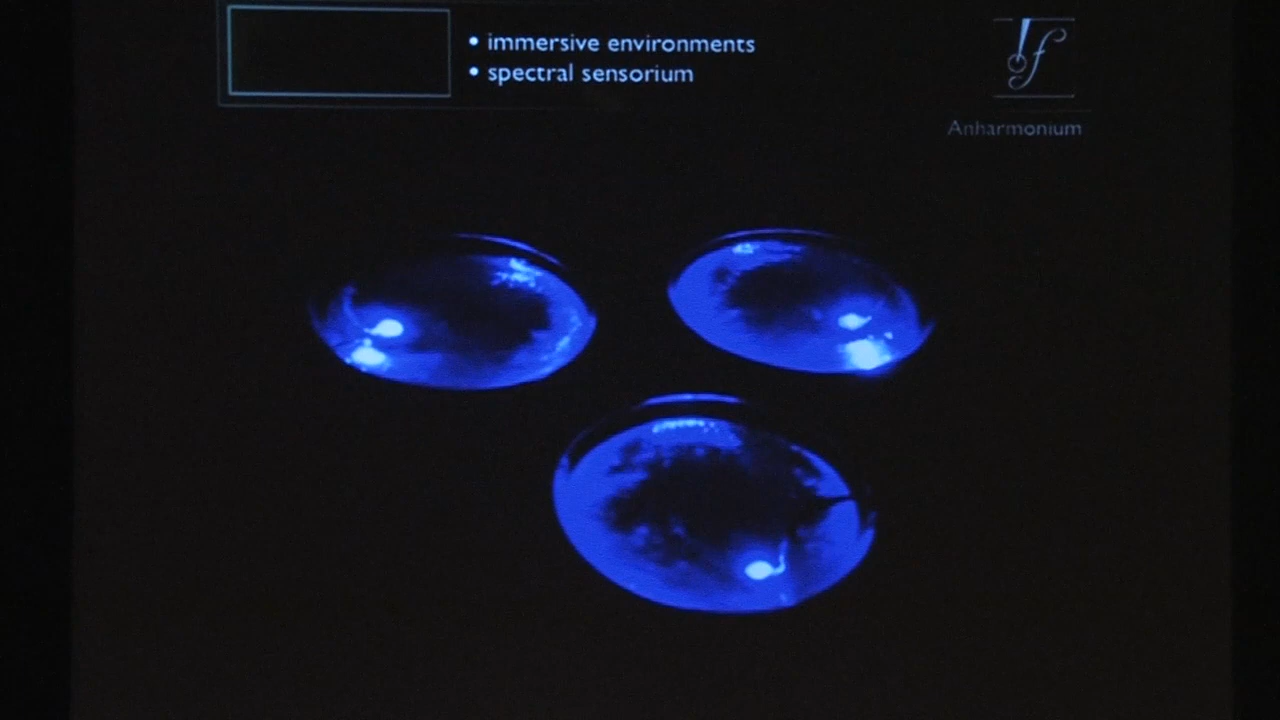 • immersive environments
• spectral sensorium
Anharmonium